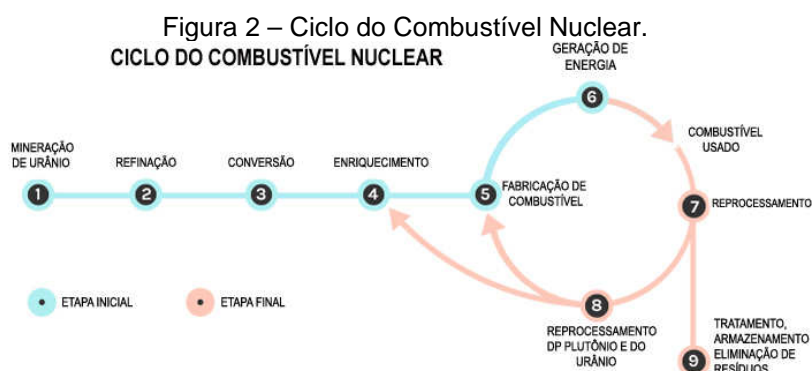 Figura 2 – Ciclo do Combustível Nuclear.
CICLO DO COMBUSTÍVEL NUCLEAR
GERAÇÃO DE
ENERGIA
6
COMBUSTÍVEL
USADO
MINERAÇÃO
DE URÂNIO
REFINAÇÃO
CONVERSÃO
ENRIQUECIMENTO
1
2
3
4
5
FABRICAÇÃO DE
COMBUSTÍVEL
7
REPROCESSAMENTO
ETAPA INICIAL
ETAPA FINAL
8
REPROCESSAMENTO
DP PLUTÔNIO E DO
URÂNIO
9
TRATAMENTO,
ARMAZENAMENTO
ELIMINAÇÃO DE
RESÍDUOS